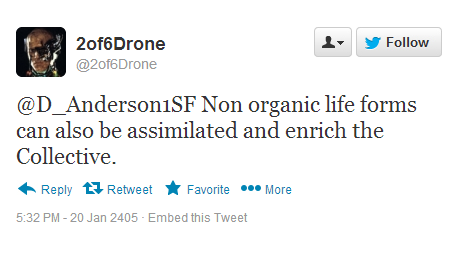 2of6Drone
@2of6Drone
Follow
@D_Anderson1SF Non organic life forms
can also be assimilated and enrich the
Collective.
Reply Retweet Favorite More
5:32 PM - 20 Jan 2405 · Embed this Tweet